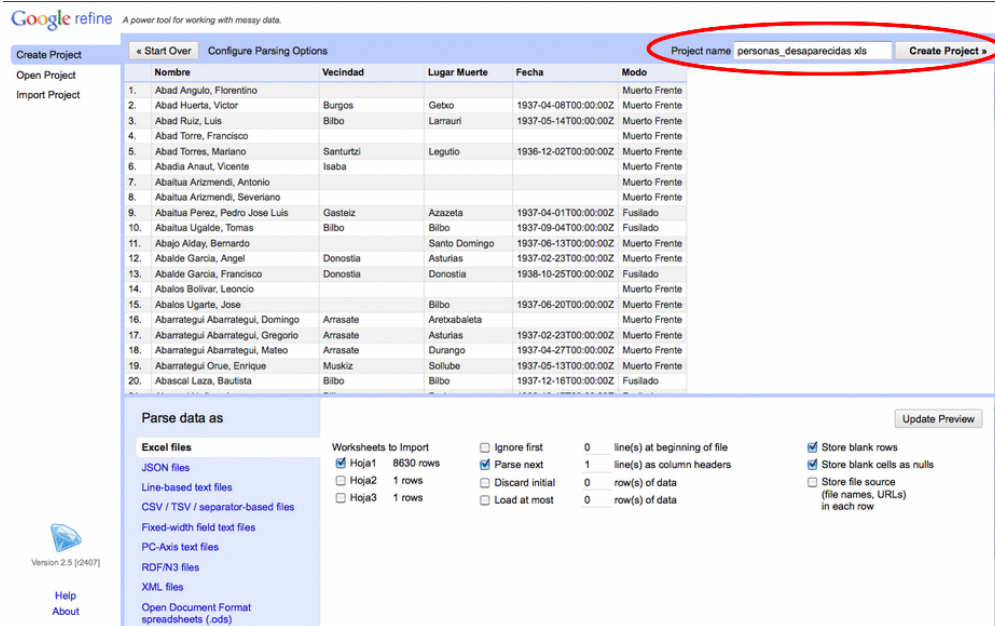 Google refine A power tool for working with messy data.
Create Project
Open Project
Import Project
« Start Over Configure Parsing Options Project name personas_desaparecidas xls Create Project »
Nombre Vecindad Lugar Muerte Fecha Modo
1. Abad Angulo, Florentino Muerto Frente
2. Abad Huerta, Victor Burgos Getxo 1937-04-08T00:00:00Z Muerto Frente
3. Abad Ruiz, Luis Bilbo Larrauri 1937-05-14T00:00:00Z Muerto Frente
4. Abad Torre, Francisco Muerto Frente
5. Abad Torres, Mariano Santurtzi Legutio 1936-12-02T00:00:00Z Muerto Frente
6. Abadia Anaut, Vicente Isaba Muerto Frente
7. Abaitua Arizmendi, Antonio Muerto Frente
8. Abaitua Arizmendi, Severiano Muerto Frente
9. Abaitua Perez, Pedro Jose Luis Gasteiz Azazeta 1937-04-01T00:00:00Z Fusilado
10. Abaitua Ugalde, Tomas Bilbo Bilbo 1937-09-04T00:00:00Z Fusilado
11. Abajo Alday, Bernardo Santo Domingo 1937-06-13T00:00:00Z Muerto Frente
12. Abalde Garcia, Angel Donostia Asturias 1937-02-23T00:00:00Z Muerto Frente
13. Abalde Garcia, Francisco Donostia Donostia 1938-10-25T00:00:00Z Fusilado
14. Abalos Bolivar, Leoncio Muerto Frente
15. Abalos Ugarte, Jose Bilbo 1937-06-20T00:00:00Z Muerto Frente
16. Abarrategui Abarrategui, Domingo Arrasate Aretxabaleta Muerto Frente
17. Abarrategui Abarrategui, Gregorio Arrasate Asturias 1937-02-23T00:00:00Z Muerto Frente
18. Abarrategui Abarrategui, Mateo Arrasate Durango 1937-04-27T00:00:00Z Muerto Frente
19. Abarrategui Orue, Enrique Muskiz Sollube 1937-05-13T00:00:00Z Muerto Frente
20. Abascal Laza, Bautista Bilbo Bilbo 1937-12-16T00:00:00Z Fusilado
Parse data as Update Preview
Excel files
JSON files
Line-based text files
CSV / TSV / separator-based files
Fixed-width field text files
PC-Axis text files
RDF/N3 files
XML files
Open Document Format
spreadsheets (.ods)
Worksheets to Import
Hoja1 8630 rows
Hoja2 1 rows
Hoja3 1 rows
Ignore first 0 line(s) at beginning of file
Parse next 1 line(s) as column headers
Discard initial 0 row(s) of data
Load at most 0 row(s) of data
Store blank rows
Store blank cells as nulls
Store file source
(file names, URLs)
in each row
Version 2.5 [r2407]
Help
About